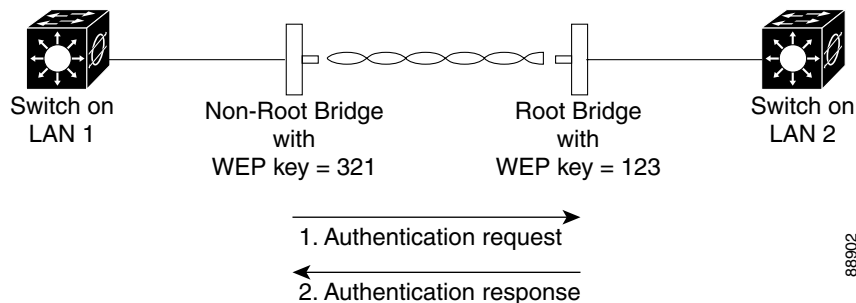 Switch on
LAN 1
Non-Root Bridge
with
WEP key = 321
Root Bridge
with
WEP key = 123
Switch on
LAN 2
1. Authentication request
2. Authentication response
88902